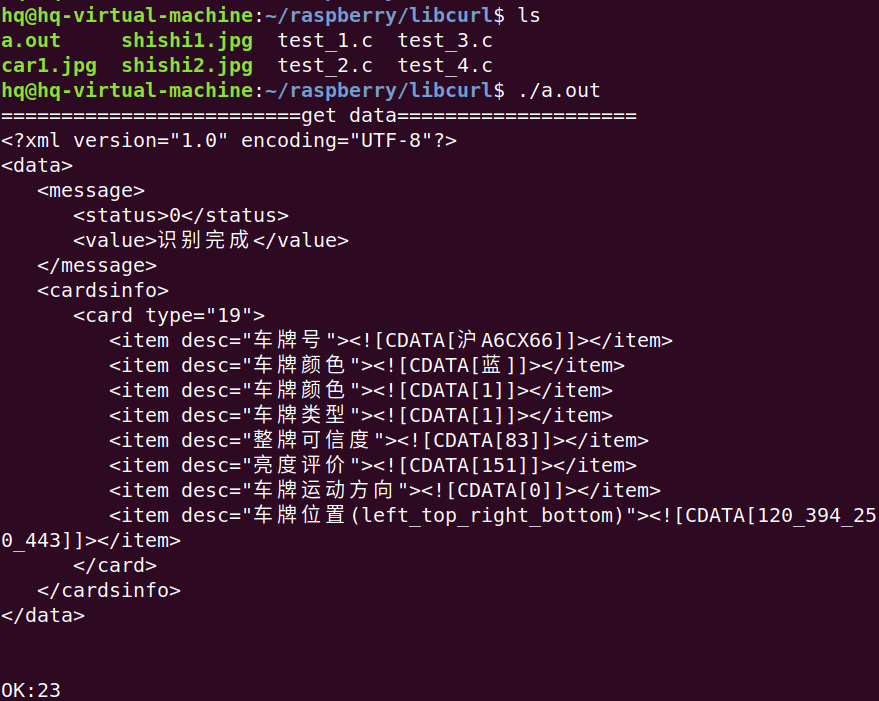 hq@hq-virtual-machine:~/raspberry/libcurl$ ls
a.out     shishi1.jpg  test_1.c  test_3.c
car1.jpg  shishi2.jpg  test_2.c  test_4.c
hq@hq-virtual-machine:~/raspberry/libcurl$ ./a.out
=========================get data====================
<?xml version="1.0" encoding="UTF-8"?>
<data>
   <message>
      <status>0</status>
      <value>识别完成</value>
   </message>
   <cardsinfo>
      <card type="19">
         <item desc="车牌号"><![CDATA[沪A6CX66]]></item>
         <item desc="车牌颜色"><![CDATA[蓝]]></item>
         <item desc="车牌颜色"><![CDATA[1]]></item>
         <item desc="车牌类型"><![CDATA[1]]></item>
         <item desc="整牌可信度"><![CDATA[83]]></item>
         <item desc="亮度评价"><![CDATA[151]]></item>
         <item desc="车牌运动方向"><![CDATA[0]]></item>
         <item desc="车牌位置(left_top_right_bottom)"><![CDATA[120_394_25
0_443]]></item>
      </card>
   </cardsinfo>
</data>
OK:23